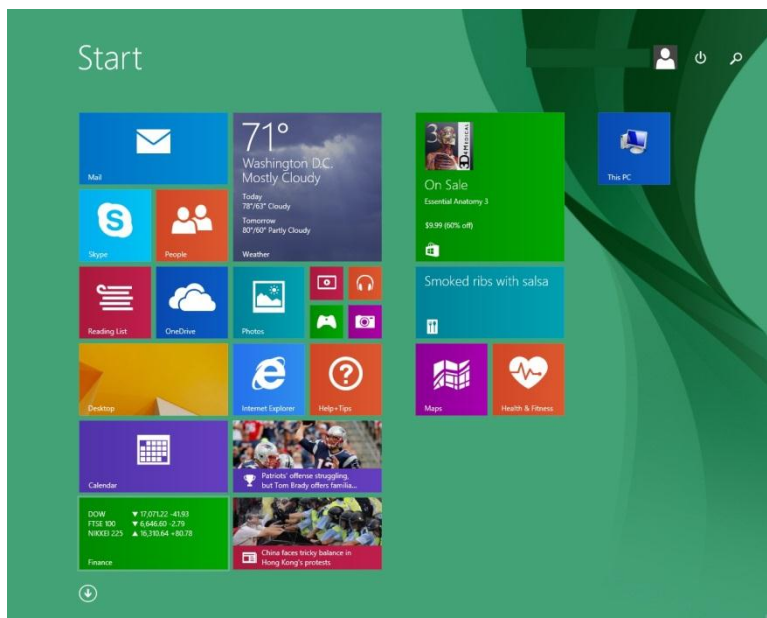 Start
Mail
71°
Washington D.C.
Mostly Cloudy
Today
78°/63° Cloudy
Tomorrow
80°/60° Partly Cloudy
Weather
Skype
People
Reading List
OneDrive
Photos
Desktop
Internet Explorer
Help+Tips
Calendar
Patriots' offense struggling,
but Tom Brady offers familia...
DOW ▼ 17,071.22 -41.93
FTSE 100 ▼ 6,646.60 -2.79
NIKKEI 225 ▲ 16,310.64 +80.78
Finance
China faces tricky balance in
Hong Kong's protests
3
3D4MEDICAL
On Sale
Essential Anatomy 3
$9.99 (60% off)
Smoked ribs with salsa
Maps
Health & Fitness
This PC